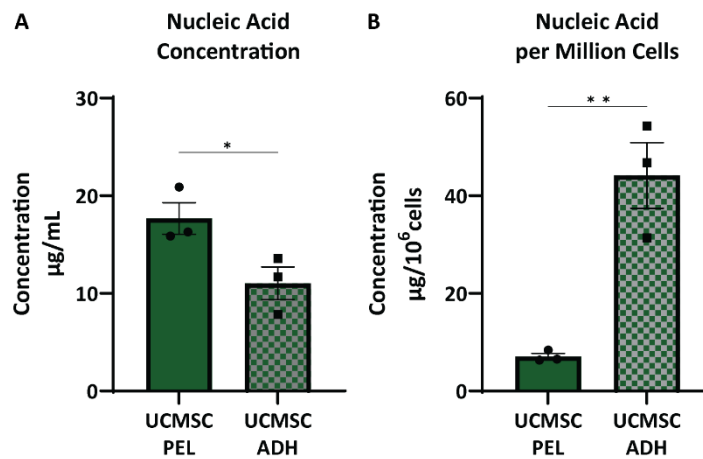 A
Nucleic Acid
Concentration
Concentration
µg/mL
30
20
10
0
*
UCMSC
PEL
UCMSC
ADH
B
Nucleic Acid
per Million Cells
Concentration
µg/10⁶cells
60
40
20
0
* *
UCMSC
PEL
UCMSC
ADH